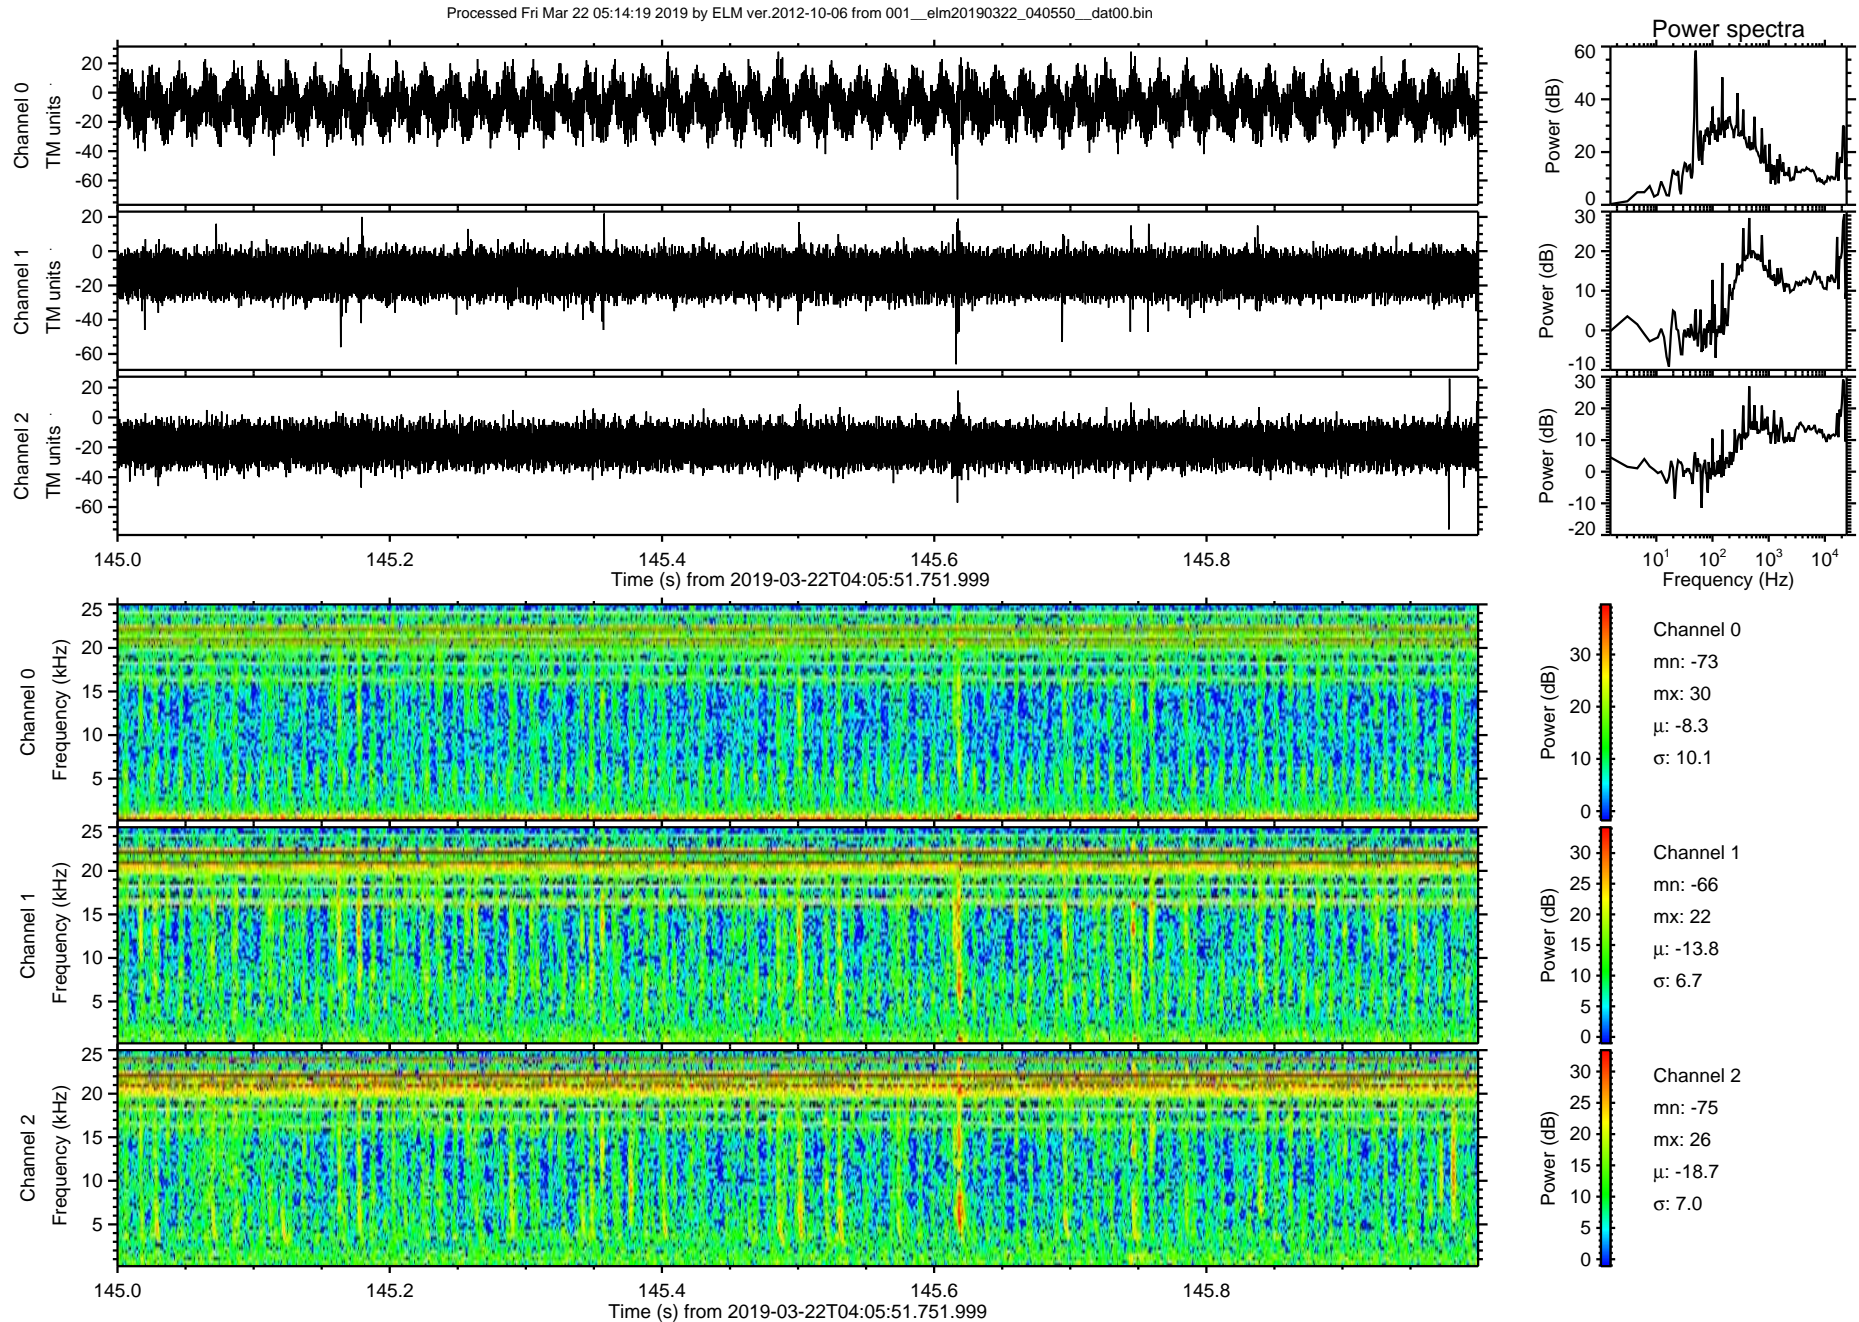 Processed Fri Mar 22 05:14:19 2019 by ELM ver.2012-10-06 from 001__elm20190322_040550__dat00.bin
Power spectra
Channel 0
TM units
20
0
-20
-40
-60
Power (dB)
60
40
20
0
Channel 1
TM units
20
0
-20
-40
-60
Power (dB)
30
20
10
0
-10
Channel 2
TM units
20
0
-20
-40
-60
Power (dB)
30
20
10
0
-10
-20
145.0 145.2 145.4 145.6 145.8
Time (s) from 2019-03-22T04:05:51.751.999
10^1 10^2 10^3 10^4
Frequency (Hz)
Channel 0
Frequency (kHz)
25
20
15
10
5
Power (dB)
30
20
10
0
Channel 0
mn: -73
mx: 30
μ: -8.3
σ: 10.1
Channel 1
Frequency (kHz)
25
20
15
10
5
Power (dB)
30
25
20
15
10
5
0
Channel 1
mn: -66
mx: 22
μ: -13.8
σ: 6.7
Channel 2
Frequency (kHz)
25
20
15
10
5
Power (dB)
30
25
20
15
10
5
0
Channel 2
mn: -75
mx: 26
μ: -18.7
σ: 7.0
145.0 145.2 145.4 145.6 145.8
Time (s) from 2019-03-22T04:05:51.751.999